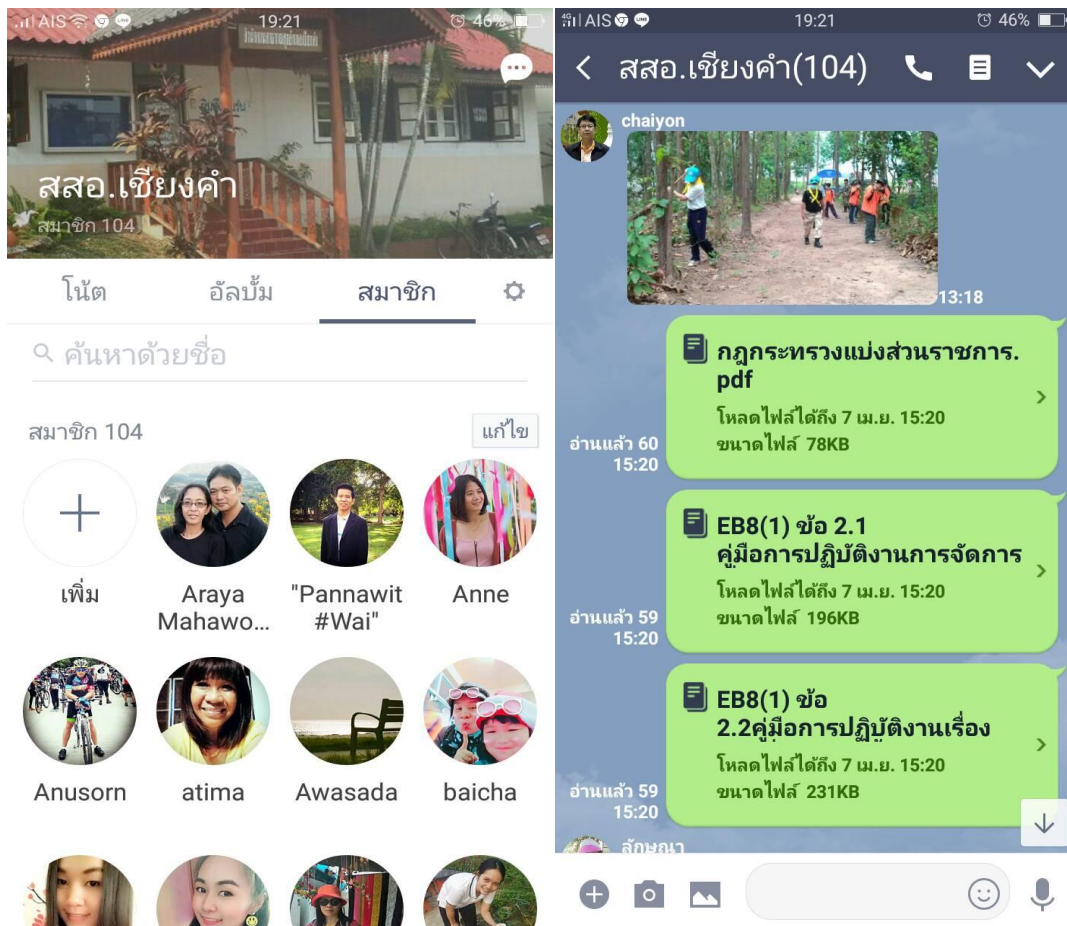 AIS 19:21 46%
สสอ.เชียงคำ
สมาชิก 104
โน้ต อัลบั้ม สมาชิก
ค้นหาด้วยชื่อ
สมาชิก 104 แก้ไข
เพิ่ม
Araya
Mahawo...
"Pannawit
#Wai"
Anne
Anusorn atima Awasada baicha
4G AIS 19:21 46%
สสอ.เชียงคำ(104)
chaiyon
13:18
กฎกระทรวงแบ่งส่วนราชการ.
pdf
โหลดไฟล์ได้ถึง 7 เม.ย. 15:20
ขนาดไฟล์ 78KB
อ่านแล้ว 60
15:20
EB8(1) ข้อ 2.1
คู่มือการปฏิบัติงานการจัดการ
โหลดไฟล์ได้ถึง 7 เม.ย. 15:20
ขนาดไฟล์ 196KB
อ่านแล้ว 59
15:20
EB8(1) ข้อ
2.2คู่มือการปฏิบัติงานเรื่อง
โหลดไฟล์ได้ถึง 7 เม.ย. 15:20
ขนาดไฟล์ 231KB
อ่านแล้ว 59
15:20
ลักษณา